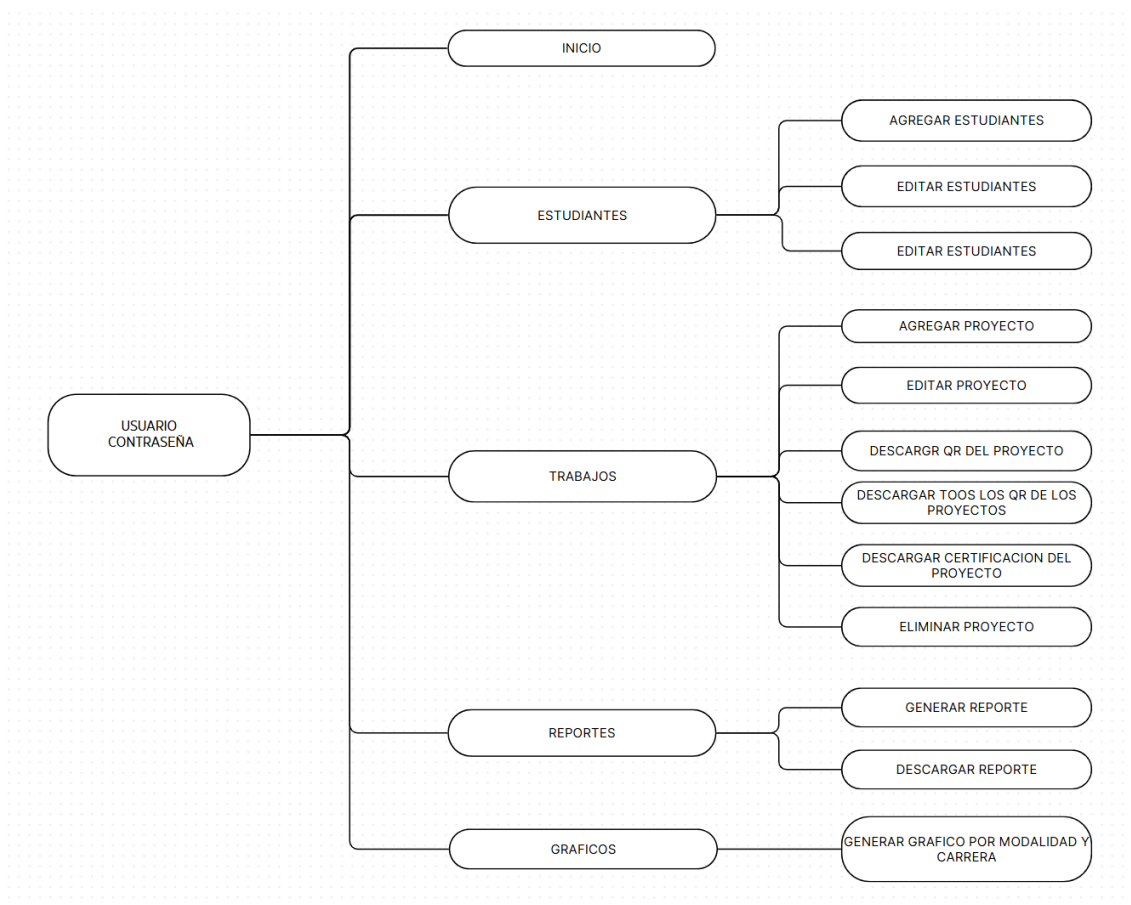 INICIO
AGREGAR ESTUDIANTES
EDITAR ESTUDIANTES
ESTUDIANTES
EDITAR ESTUDIANTES
AGREGAR PROYECTO
EDITAR PROYECTO
USUARIO
CONTRASEÑA
DESCARGR QR DEL PROYECTO
TRABAJOS
DESCARGAR TOOS LOS QR DE LOS
PROYECTOS
DESCARGAR CERTIFICACION DEL
PROYECTO
ELIMINAR PROYECTO
GENERAR REPORTE
REPORTES
DESCARGAR REPORTE
GRAFICOS
GENERAR GRAFICO POR MODALIDAD Y
CARRERA